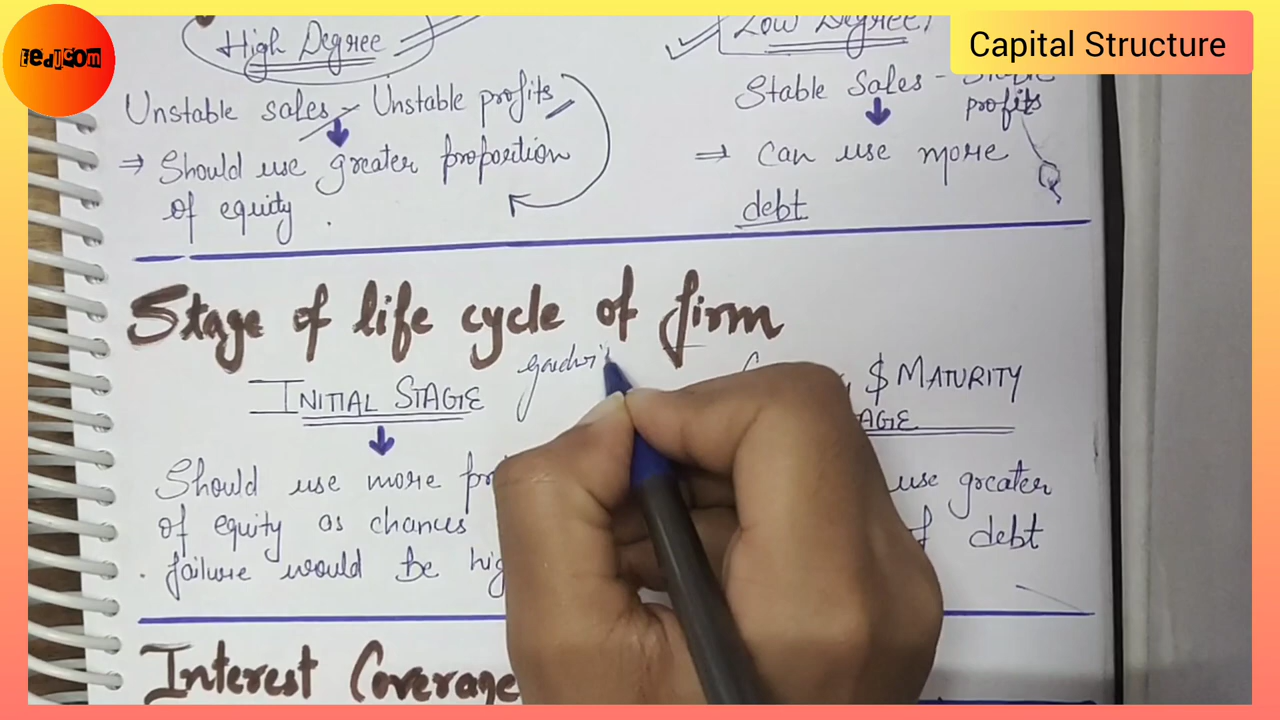 EeduCom
Capital Structure
High Degree
Low Degree
Unstable sales - Unstable profits
⇒ Should use greater proportion
of equity.
Stable Sales -
profits
⇒ Can use more
debt
Stage of life cycle of firm
INITIAL STAGE
$ MATURITY
Should use more
of equity as chances
failure would be
use greater
debt
Interest Coverage